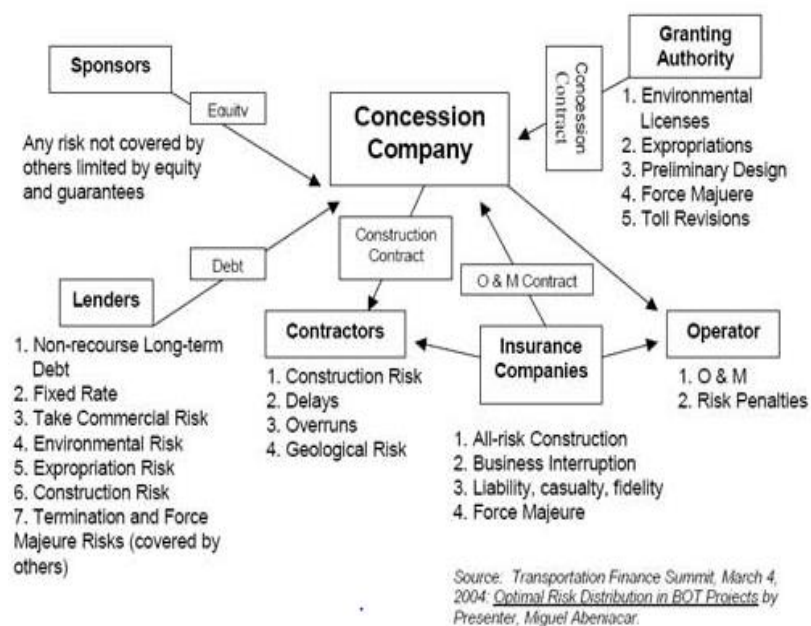 Sponsors
Equity
Any risk not covered by
others limited by equity
and guarantees
Concession
Company
Concession
Contract
Granting
Authority
1. Environmental
Licenses
2. Expropriations
3. Preliminary Design
4. Force Majuere
5. Toll Revisions
Debt
Construction
Contract
O & M Contract
Lenders
1. Non-recourse Long-term
Debt
2. Fixed Rate
3. Take Commercial Risk
4. Environmental Risk
5. Expropriation Risk
6. Construction Risk
7. Termination and Force
Majeure Risks (covered by
others)
Contractors
1. Construction Risk
2. Delays
3. Overruns
4. Geological Risk
Insurance
Companies
1. All-risk Construction
2. Business Interruption
3. Liability, casualty, fidelity
4. Force Majeure
Operator
1. O & M
2. Risk Penalties
Source: Transportation Finance Summit, March 4,
2004: Optimal Risk Distribution in BOT Projects by
Presenter, Miguel Abeniacar.